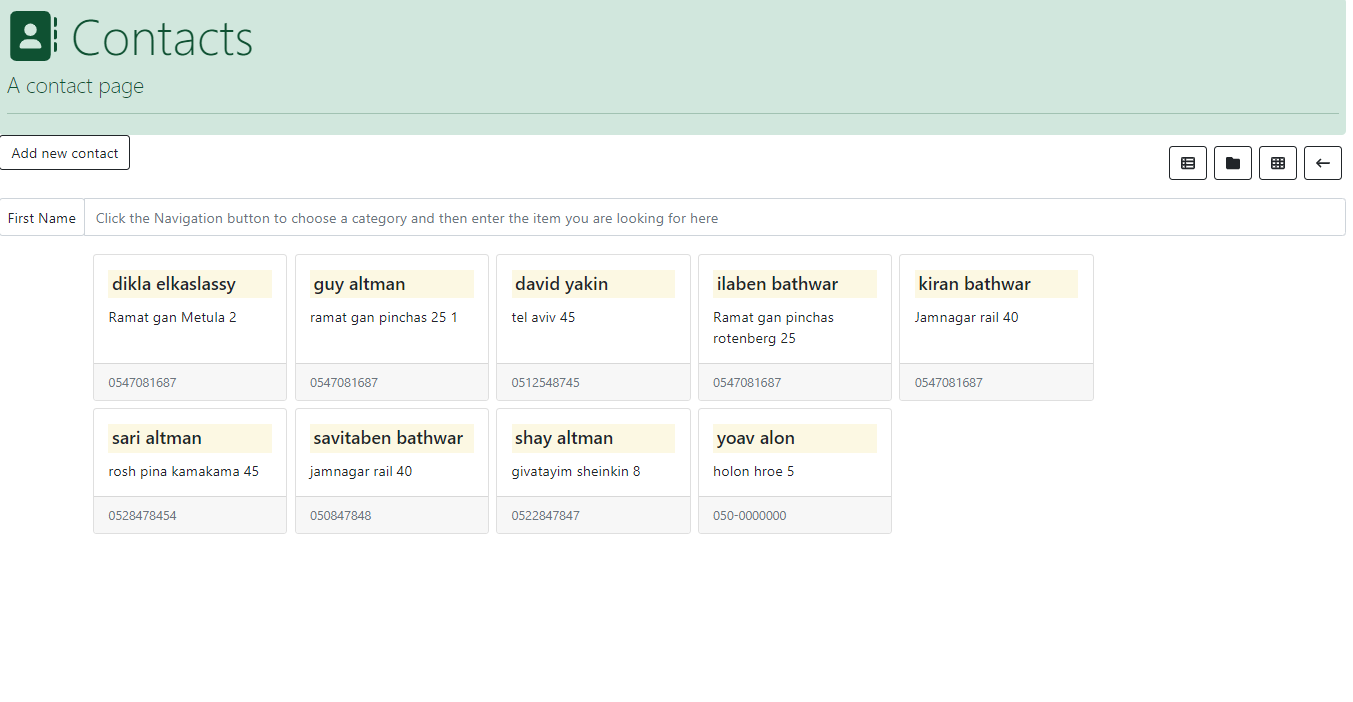 Contacts
A contact page
Add new contact
First Name Click the Navigation button to choose a category and then enter the item you are looking for here
dikla elkaslassy
Ramat gan Metula 2
0547081687
guy altman
ramat gan pinchas 25 1
0547081687
david yakin
tel aviv 45
0512548745
ilaben bathwar
Ramat gan pinchas
rotenberg 25
0547081687
kiran bathwar
Jamnagar rail 40
0547081687
sari altman
rosh pina kamakama 45
0528478454
savitaben bathwar
jamnagar rail 40
050847848
shay altman
givatayim sheinkin 8
0522847847
yoav alon
holon hroe 5
050-0000000